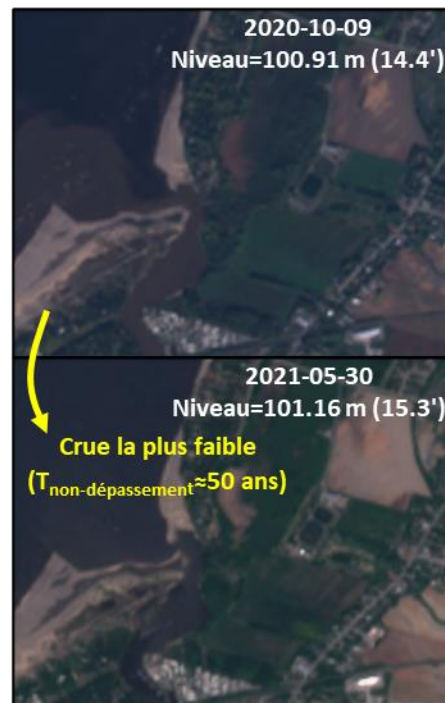 2020-10-09
Niveau=100.91 m (14.4')
2021-05-30
Niveau=101.16 m (15.3')
Crue la plus faible
(Tnon-dépassement≈50 ans)